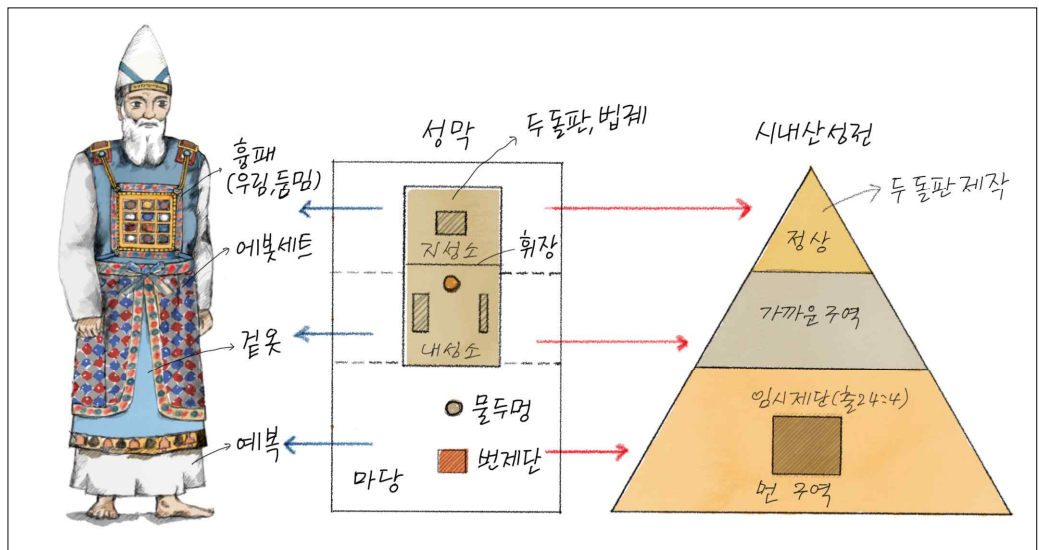 흉패
(우림,둠밈)
에봇세트
겉옷
예복
성막
두 돌판, 법궤
지성소
휘장
내성소
물두멍
번제단
마당
시내산성전
두 돌판 제작
정상
가까운 구역
임시제단(출24:4)
먼 구역